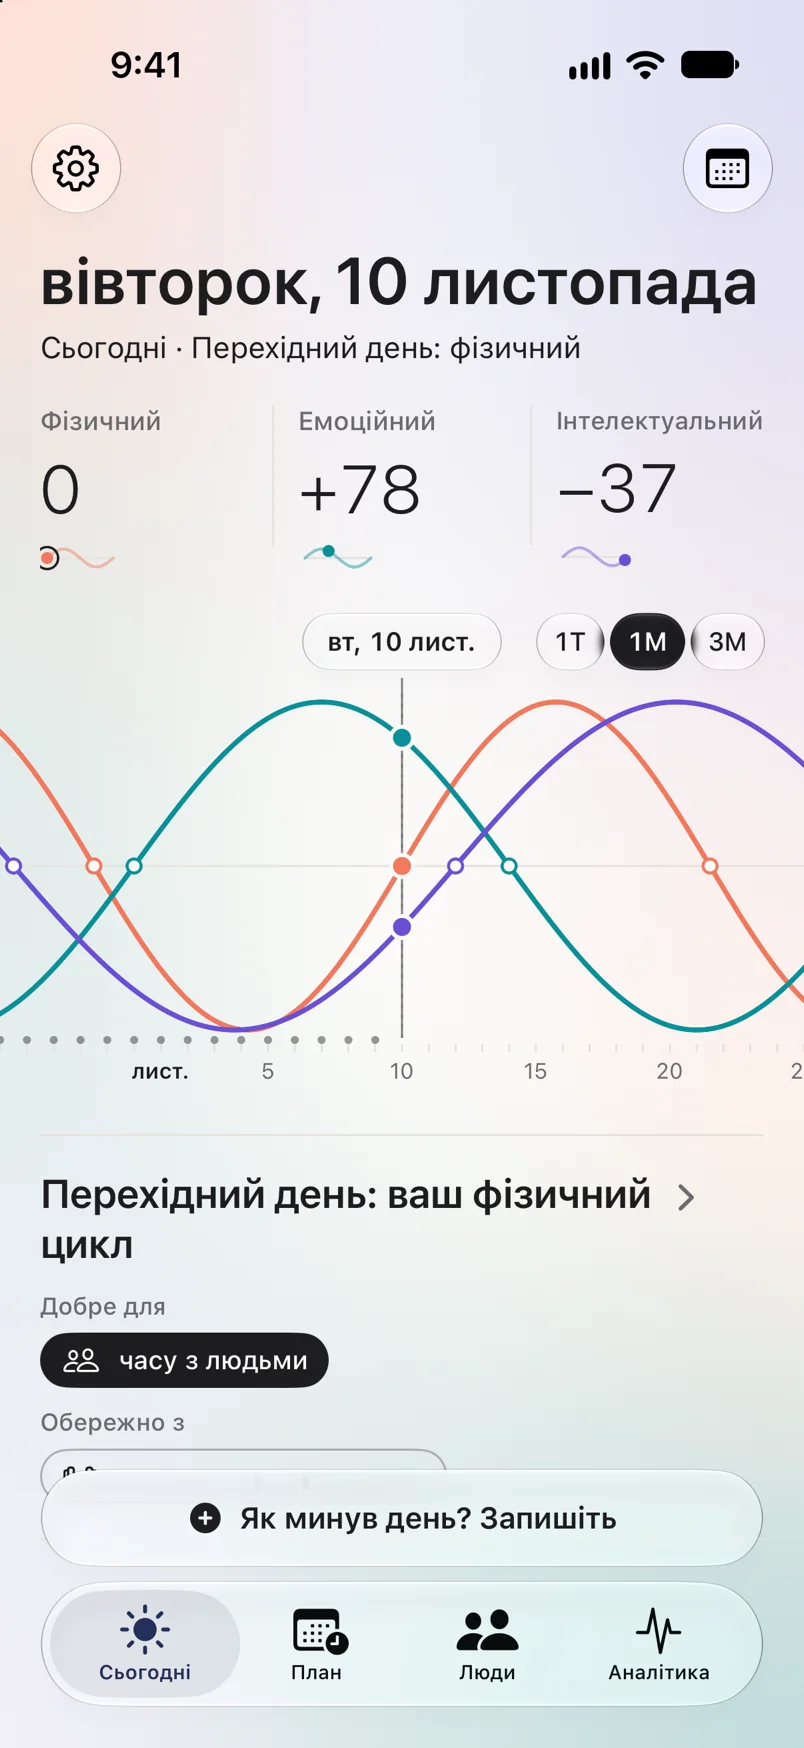 9:41
вівторок, 10 листопада
Сьогодні · Перехідний день: фізичний
Фізичний
Емоційний
Інтелектуальний
0
+78
−37
вт, 10 лист.
1Т
1М
3М
лист.
5
10
15
20
Перехідний день: ваш фізичний
цикл
Добре для
часу з людьми
Обережно з
Як минув день? Запишіть
Сьогодні
План
Люди
Аналітика